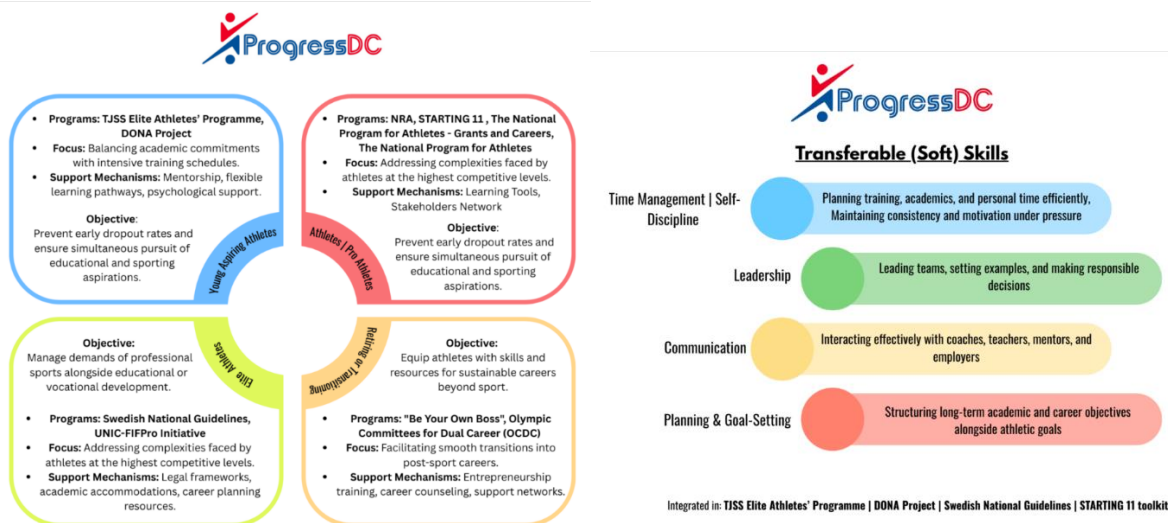 ProgressDC
• Programs: TJSS Elite Athletes' Programme,
DONA Project
• Focus: Balancing academic commitments
with intensive training schedules.
• Support Mechanisms: Mentorship, flexible
learning pathways, psychological support.
Objective:
Prevent early dropout rates and
ensure simultaneous pursuit of
educational and sporting
aspirations.
Young Aspiring Athletes
• Programs: NRA, STARTING 11 , The National
Program for Athletes - Grants and Careers,
The National Program for Athletes
• Focus: Addressing complexities faced by
athletes at the highest competitive levels.
• Support Mechanisms: Learning Tools,
Stakeholders Network
Objective:
Prevent early dropout rates and
ensure simultaneous pursuit of
educational and sporting
aspirations.
Athletes | Pro Athletes
Objective:
Manage demands of professional
sports alongside educational or
vocational development.
• Programs: Swedish National Guidelines,
UNIC-FIFPro Initiative
• Focus: Addressing complexities faced by
athletes at the highest competitive levels.
• Support Mechanisms: Legal frameworks,
academic accommodations, career planning
resources.
Elite Athletes
Objective:
Equip athletes with skills and
resources for sustainable careers
beyond sport.
• Programs: "Be Your Own Boss", Olympic
Committees for Dual Career (OCDC)
• Focus: Facilitating smooth transitions into
post-sport careers.
• Support Mechanisms: Entrepreneurship
training, career counseling, support networks.
Retiring or Transitioning
ProgressDC
Transferable (Soft) Skills
Time Management | Self-
Discipline
Planning training, academics, and personal time efficiently,
Maintaining consistency and motivation under pressure
Leadership
Leading teams, setting examples, and making responsible
decisions
Communication
Interacting effectively with coaches, teachers, mentors, and
employers
Planning & Goal-Setting
Structuring long-term academic and career objectives
alongside athletic goals
Integrated in: TJSS Elite Athletes' Programme | DONA Project | Swedish National Guidelines | STARTING 11 toolkit